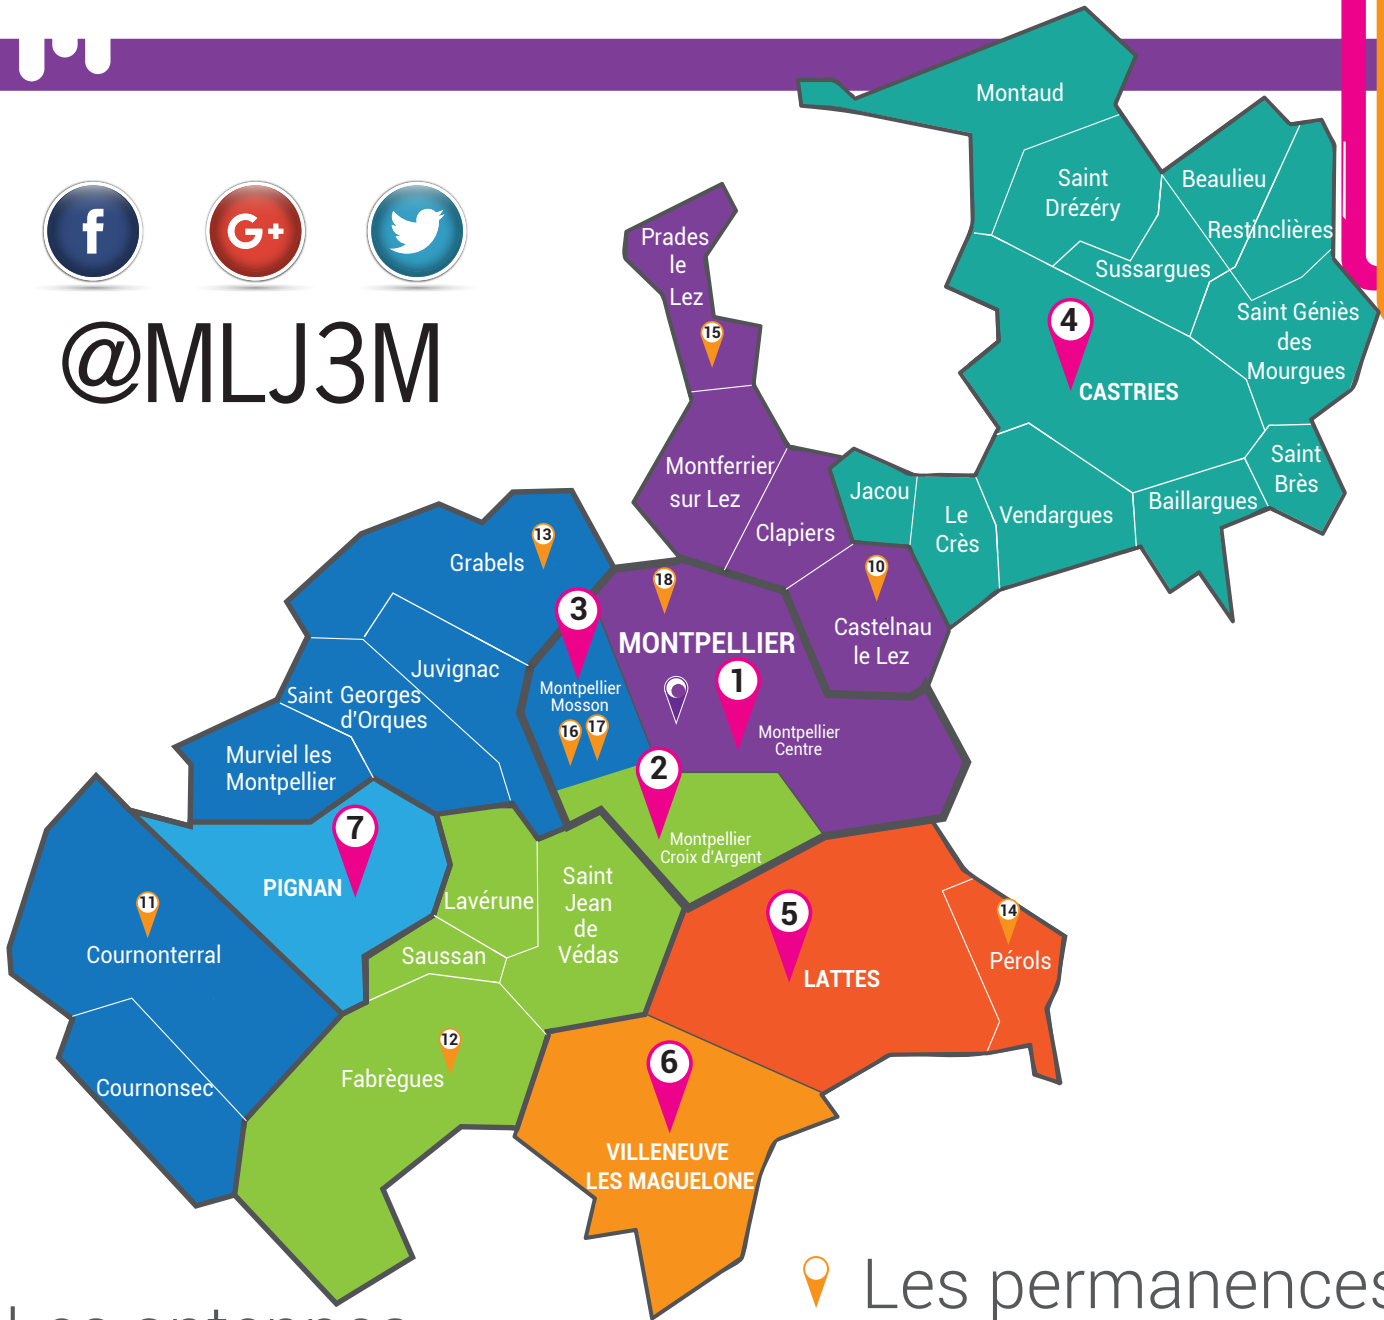 Montaud
Saint
Drézéry
Beaulieu
Restinclières
Sussargues
Saint Géniès
des
Mourgues
4
CASTRIES
Saint
Brès
Baillargues
Vendargues
Le
Crès
Jacou
f
G+
@MLJ3M
Prades
le
Lez
15
Montferrier
sur Lez
Clapiers
10
Castelnau
le Lez
13
Grabels
18
3
MONTPELLIER
1
Montpellier
Centre
Montpellier
Mosson
16
17
2
Montpellier
Croix d'Argent
Juvignac
Saint Georges
d'Orques
Murviel les
Montpellier
7
PIGNAN
11
Cournonterral
Cournonsec
Lavérune
Saussan
Saint
Jean
de
Védas
12
Fabrègues
5
LATTES
14
Pérols
6
VILLENEUVE
LES MAGUELONE
Les permanences
Les antennes